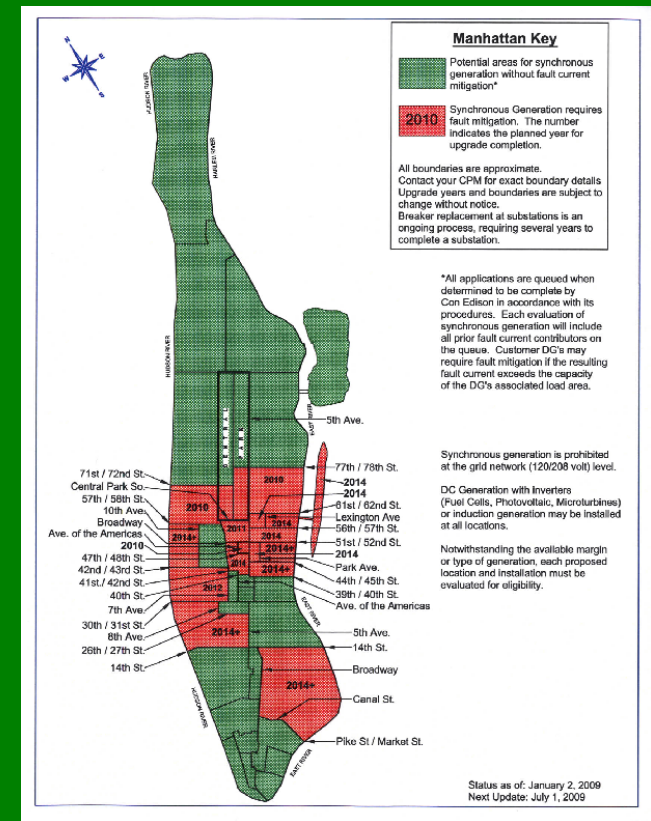 Manhattan Key
Potential areas for synchronous
generation without fault current
mitigation*
2010
Synchronous Generation requires
fault mitigation. The number
indicates the planned year for
upgrade completion.
All boundaries are approximate.
Contact your CPM for exact boundary details
Upgrade years and boundaries are subject to
change without notice.
Breaker replacement at substations is an
ongoing process, requiring several years to
complete a substation.
*All applications are queued when
determined to be complete by
Con Edison in accordance with its
procedures. Each evaluation of
synchronous generation will include
all prior fault current contributors on
the queue. Customer DG's may
require fault mitigation if the resulting
fault current exceeds the capacity
of the DG's associated load area.
Synchronous generation is prohibited
at the grid network (120/208 volt) level.
DC Generation with Inverters
(Fuel Cells, Photovoltaic, Microturbines)
or induction generation may be installed
at all locations.
Notwithstanding the available margin
or type of generation, each proposed
location and installation must be
evaluated for eligibility.
Status as of: January 2, 2009
Next Update: July 1, 2009
N
E
W
S
HUDSON RIVER
HARLEM RIVER
HUDSON RIVER
EAST RIVER
CENTRAL
PARK
5th Ave.
71st / 72nd St.
Central Park So.
57th / 58th St.
10th Ave.
Broadway
Ave. of the Americas
2010
47th / 48th St.
42nd / 43rd St.
41st / 42nd St.
40th St.
7th Ave.
30th / 31st St.
8th Ave.
26th / 27th St.
14th St.
77th / 78th St.
2014
2014
61st / 62nd St.
Lexington Ave
56th / 57th St.
51st / 52nd St.
2014
Park Ave.
44th / 45th St.
39th / 40th St.
Ave. of the Americas
5th Ave.
14th St.
Broadway
Canal St.
Pike St / Market St.
2010
2010
2011
2014
2014+
2014
2014+
2014
2014+
2012
2014+
2014+
EAST RIVER
HUDSON RIVER
EAST RIVER